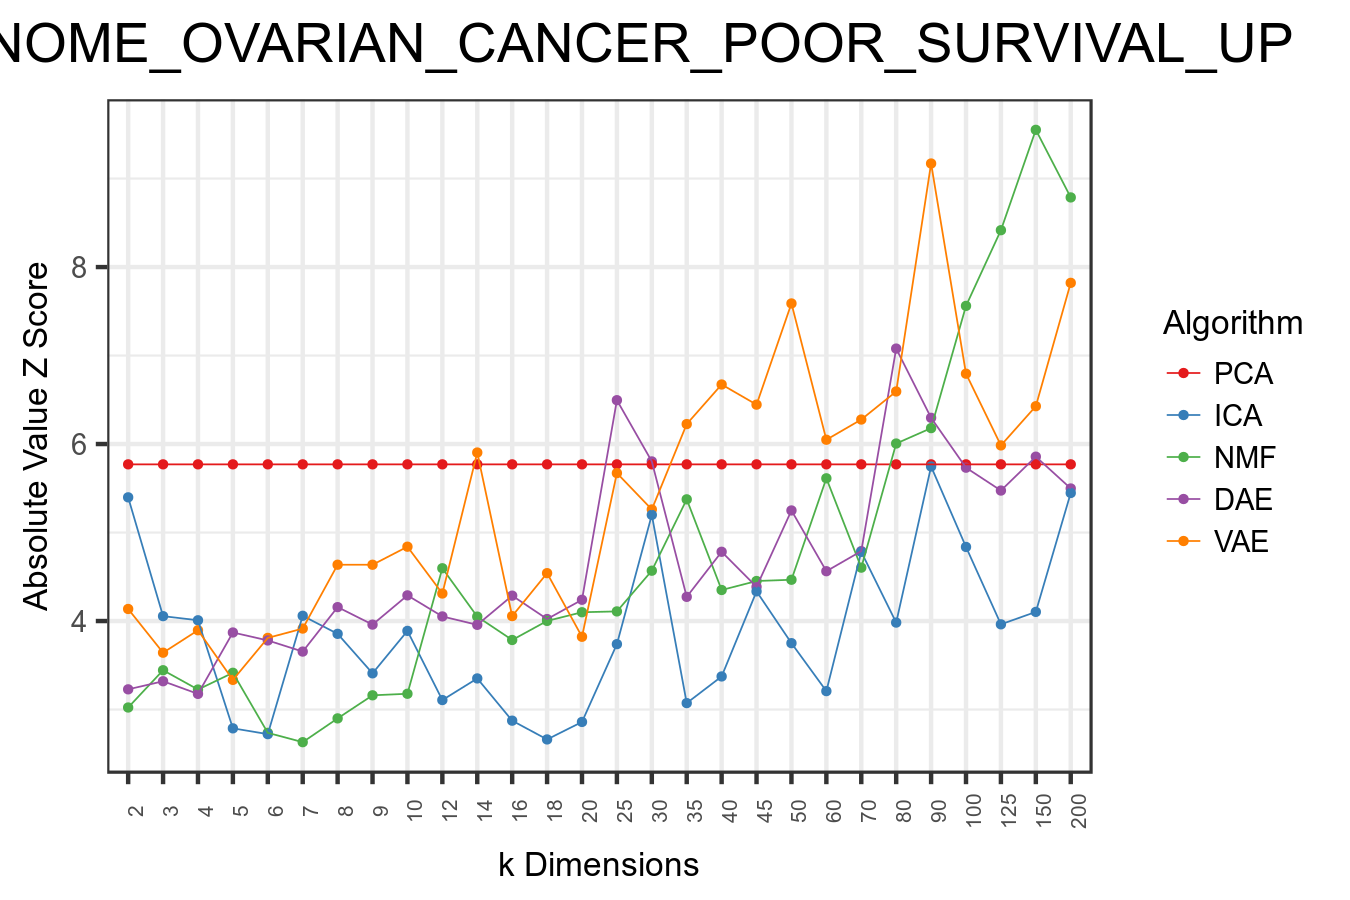 NOME_OVARIAN_CANCER_POOR_SURVIVAL_UP
Absolute Value Z Score
8
6
4
2 3 4 5 6 7 8 9 10 12 14 16 18 20 25 30 35 40 45 50 60 70 80 90 100 125 150 200
k Dimensions
Algorithm
PCA
ICA
NMF
DAE
VAE